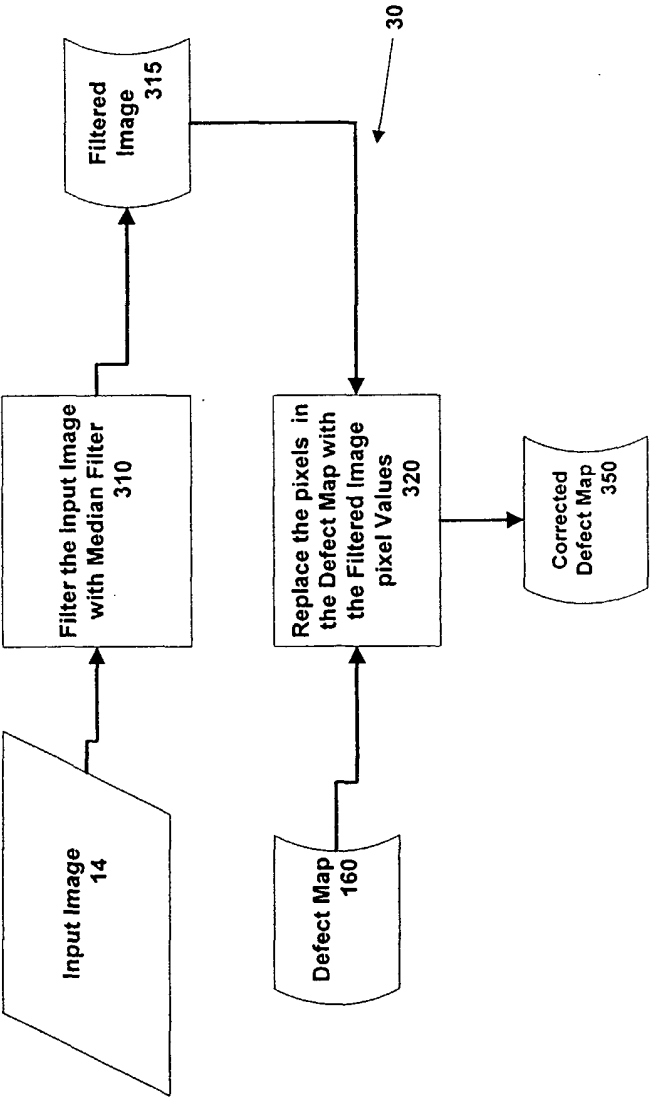 Input Image
14
Filter the Input Image
with Median Filter
310
Filtered
Image
315
Defect Map
160
Replace the pixels in
the Defect Map with
the Filtered Image
pixel Values
320
30
Corrected
Defect Map
350